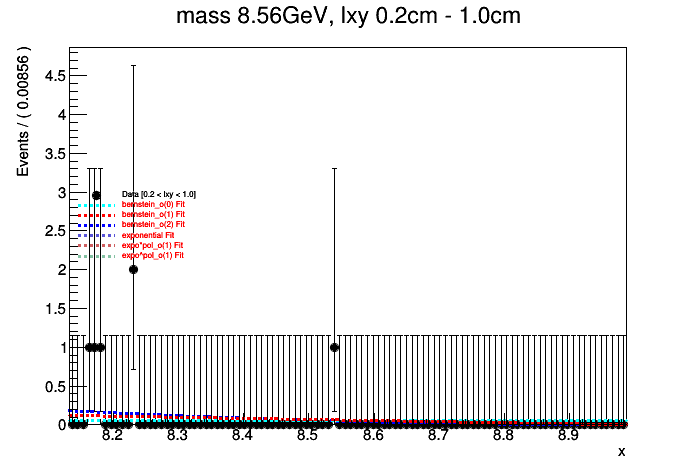 mass 8.56GeV, lxy 0.2cm - 1.0cm
Events / ( 0.00856 )
4.5
4
3.5
3
2.5
2
1.5
1
0.5
0
Data [0.2 < lxy < 1.0]
bernstein_o(0) Fit
bernstein_o(1) Fit
bernstein_o(2) Fit
exponential Fit
expo*pol_o(1) Fit
expo^pol_o(1) Fit
8.2 8.3 8.4 8.5 8.6 8.7 8.8 8.9
x